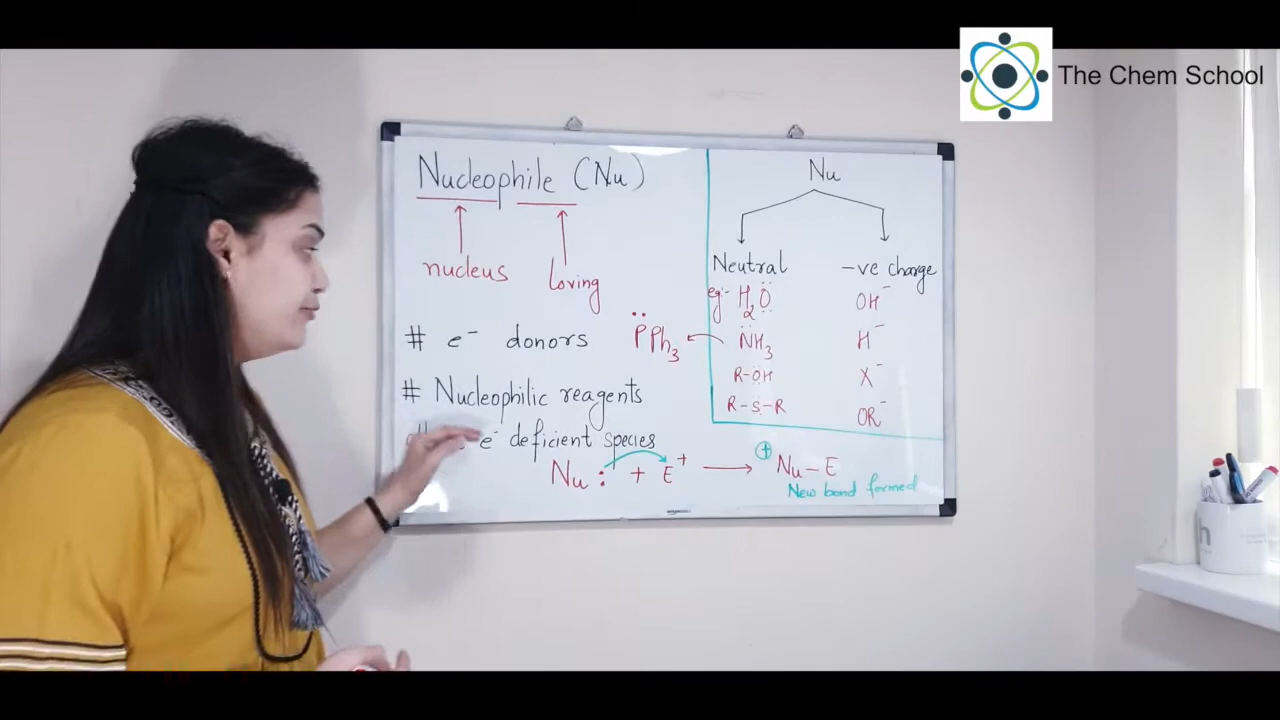 The Chem School
Nucleophile (Nu)
nucleus loving
# e⁻ donors P̈Ph₃
# Nucleophilic reagents
e⁻ deficient species
Nu: + E⁺ → ⊕ Nu–E
New bond formed
Nu
Neutral -ve charge
eg:- H₂O OH⁻
NH₃ H⁻
R-OH X⁻
R-S-R OR⁻